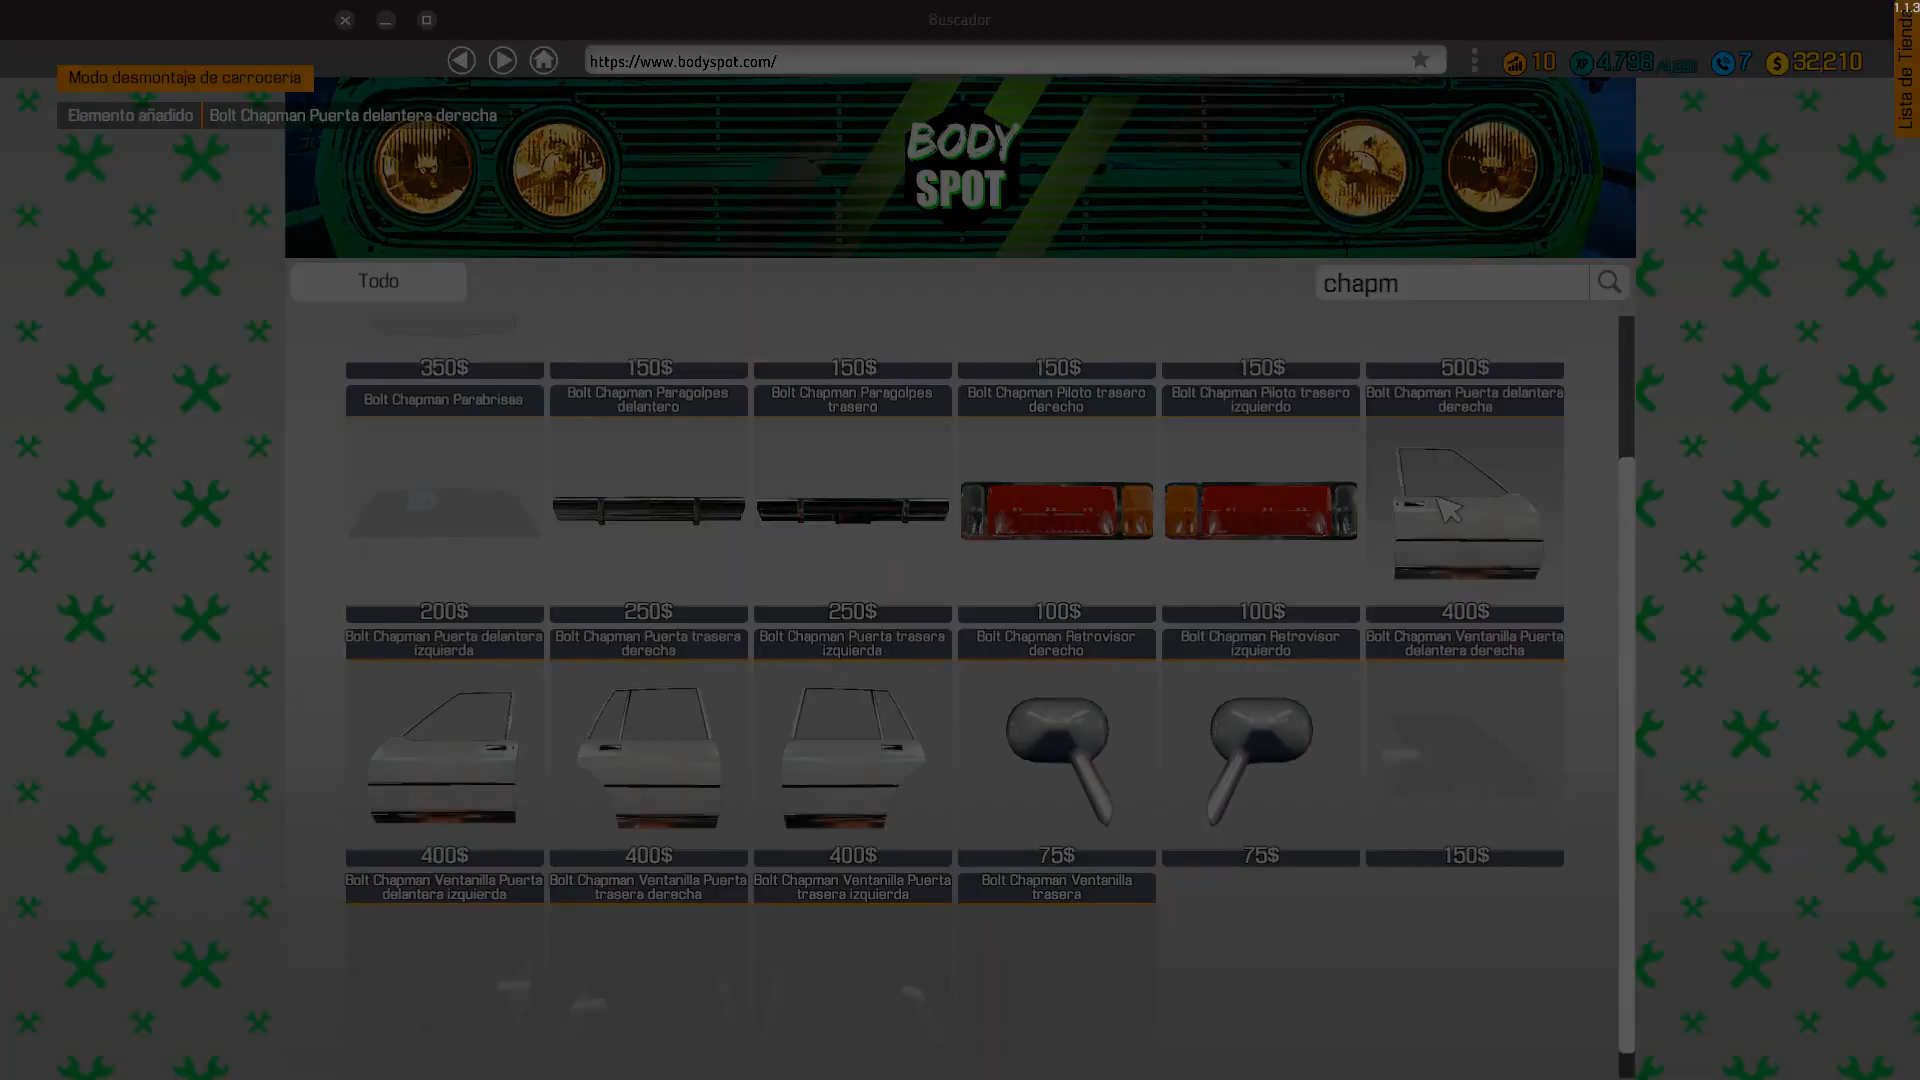 1.1.3
Buscador
https://www.bodyspot.com/
10
4,798
7
32,210
Lista de Tienda
Modo desmontaje de carrocería
Elemento añadido
Bolt Chapman Puerta delantera derecha
BODY
SPOT
Todo
chapm
350$
150$
150$
150$
150$
500$
Bolt Chapman Parabrisas
Bolt Chapman Paragolpes
delantero
Bolt Chapman Paragolpes
trasero
Bolt Chapman Piloto trasero
derecho
Bolt Chapman Piloto trasero
izquierdo
Bolt Chapman Puerta delantera
derecha
200$
250$
250$
100$
100$
400$
Bolt Chapman Puerta delantera
izquierda
Bolt Chapman Puerta trasera
derecha
Bolt Chapman Puerta trasera
izquierda
Bolt Chapman Retrovisor
derecho
Bolt Chapman Retrovisor
izquierdo
Bolt Chapman Ventanilla Puerta
delantera derecha
400$
400$
400$
75$
75$
150$
Bolt Chapman Ventanilla Puerta
delantera izquierda
Bolt Chapman Ventanilla Puerta
trasera derecha
Bolt Chapman Ventanilla Puerta
trasera izquierda
Bolt Chapman Ventanilla
trasera